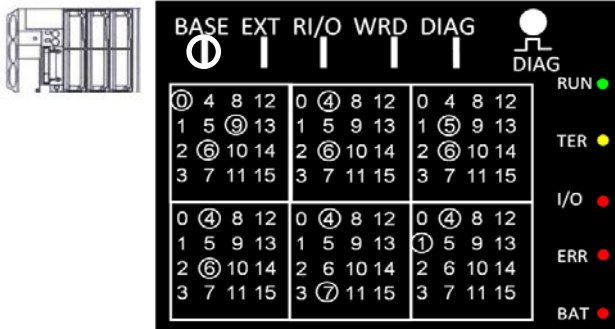 BASE EXT RI/O WRD DIAG
DIAG
RUN
0 4 8 12 0 4 8 12 0 4 8 12
1 5 9 13 1 5 9 13 1 5 9 13
TER
2 6 10 14 2 6 10 14 2 6 10 14
3 7 11 15 3 7 11 15 3 7 11 15
I/O
0 4 8 12 0 4 8 12 0 4 8 12
1 5 9 13 1 5 9 13 1 5 9 13
ERR
2 6 10 14 2 6 10 14 2 6 10 14
3 7 11 15 3 7 11 15 3 7 11 15
BAT